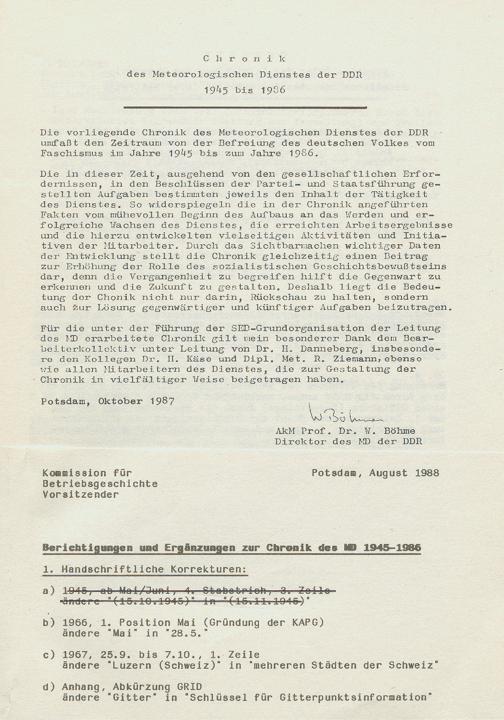 Chronik
des Meteorologischen Dienstes der DDR
1945 bis 1986
Die vorliegende Chronik des Meteorologischen Dienstes der DDR
umfaßt den Zeitraum von der Befreiung des deutschen Volkes vom
Faschismus im Jahre 1945 bis zum Jahre 1986.
Die in dieser Zeit, ausgehend von den gesellschaftlichen Erfor-
dernissen, in den Beschlüssen der Partei- und Staatsführung ge-
stellten Aufgaben bestimmten jeweils den Inhalt der Tätigkeit
des Dienstes. So widerspiegeln die in der Chronik angeführten
Fakten vom mühevollen Beginn des Aufbaus an das Werden und er-
folgreiche Wachsen des Dienstes, die erreichten Arbeitsergebnisse
und die hierzu entwickelten vielseitigen Aktivitäten und Initia-
tiven der Mitarbeiter. Durch das Sichtbarmachen wichtiger Daten
der Entwicklung stellt die Chronik gleichzeitig einen Beitrag
zur Erhöhung der Rolle des sozialistischen Geschichtsbewußtseins
dar, denn die Vergangenheit zu begreifen hilft die Gegenwart zu
erkennen und die Zukunft zu gestalten. Deshalb liegt die Bedeu-
tung der Chonik nicht nur darin, Rückschau zu halten, sondern
auch zur Lösung gegenwärtiger und künftiger Aufgaben beizutragen.
Für die unter der Führung der SED-Grundorganisation der Leitung
des MD erarbeitete Chronik gilt mein besonderer Dank dem Bear-
beiterkollektiv unter Leitung von Dr. H. Danneberg, insbesonde-
re den Kollegen Dr. H. Käse und Dipl. Met. R. Ziemann, ebenso
wie allen Mitarbeitern des Dienstes, die zur Gestaltung der
Chronik in vielfältiger Weise beigetragen haben.
Potsdam, Oktober 1987
W Böhme
AkM Prof. Dr. W. Böhme
Direktor des MD der DDR
Kommission für Potsdam, August 1988
Betriebsgeschichte
Vorsitzender
Berichtigungen und Ergänzungen zur Chronik des MD 1945-1986
1. Handschriftliche Korrekturen:
a) 1945, ab Mai/Juni, 4. Stabstrich, 3. Zeile
ändere "(15.10.1945)" in "(15.11.1945)"
b) 1966, 1. Position Mai (Gründung der KAPG)
ändere "Mai" in "28.5."
c) 1967, 25.9. bis 7.10., 1. Zeile
ändere "Luzern (Schweiz)" in "mehreren Städten der Schweiz"
d) Anhang, Abkürzung GRID
ändere "Gitter" in "Schlüssel für Gitterpunktsinformation"